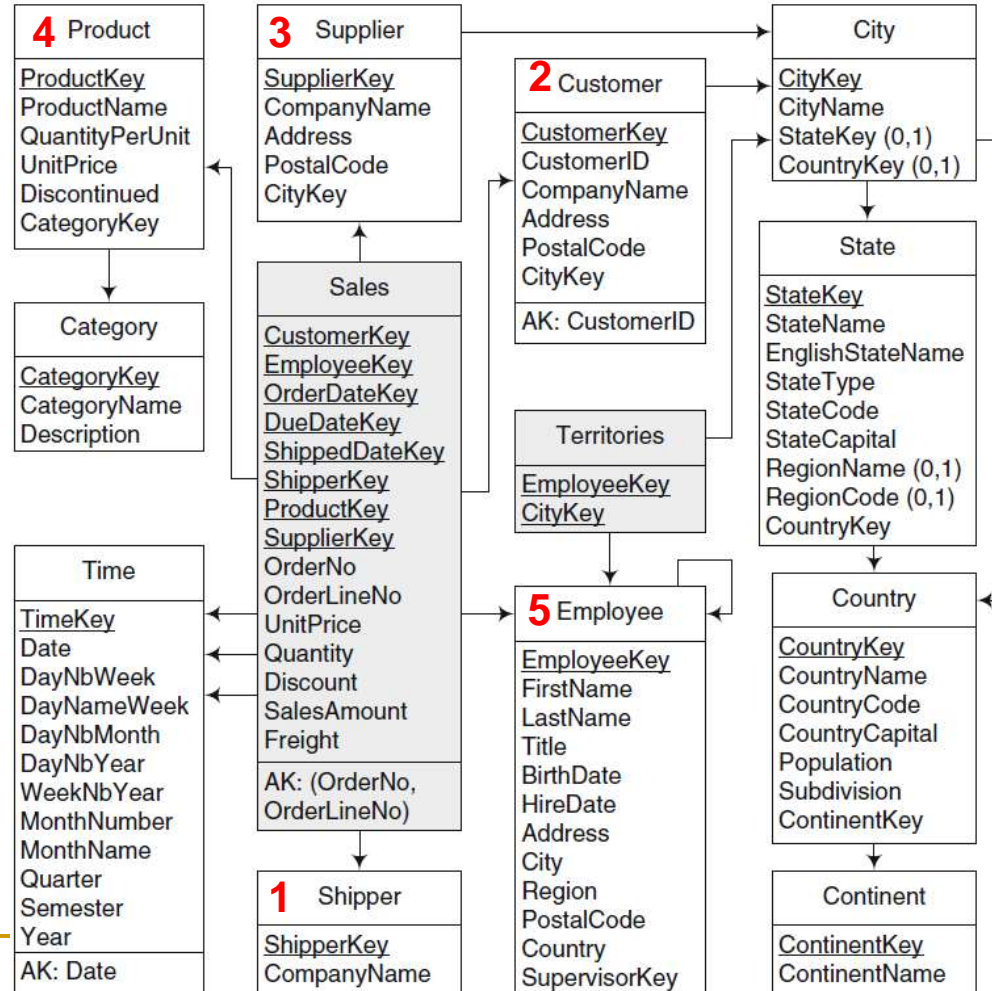 4 Product
ProductKey
ProductName
QuantityPerUnit
UnitPrice
Discontinued
CategoryKey
Category
CategoryKey
CategoryName
Description
Time
TimeKey
Date
DayNbWeek
DayNameWeek
DayNbMonth
DayNbYear
WeekNbYear
MonthNumber
MonthName
Quarter
Semester
Year
AK: Date
3 Supplier
SupplierKey
CompanyName
Address
PostalCode
CityKey
Sales
CustomerKey
EmployeeKey
OrderDateKey
DueDateKey
ShippedDateKey
ShipperKey
ProductKey
SupplierKey
OrderNo
OrderLineNo
UnitPrice
Quantity
Discount
SalesAmount
Freight
AK: (OrderNo,
OrderLineNo)
1 Shipper
ShipperKey
CompanyName
2 Customer
CustomerKey
CustomerID
CompanyName
Address
PostalCode
CityKey
AK: CustomerID
Territories
EmployeeKey
CityKey
5 Employee
EmployeeKey
FirstName
LastName
Title
BirthDate
HireDate
Address
City
Region
PostalCode
Country
SupervisorKey
City
CityKey
CityName
StateKey (0,1)
CountryKey (0,1)
State
StateKey
StateName
EnglishStateName
StateType
StateCode
StateCapital
RegionName (0,1)
RegionCode (0,1)
CountryKey
Country
CountryKey
CountryName
CountryCode
CountryCapital
Population
Subdivision
ContinentKey
Continent
ContinentKey
ContinentName